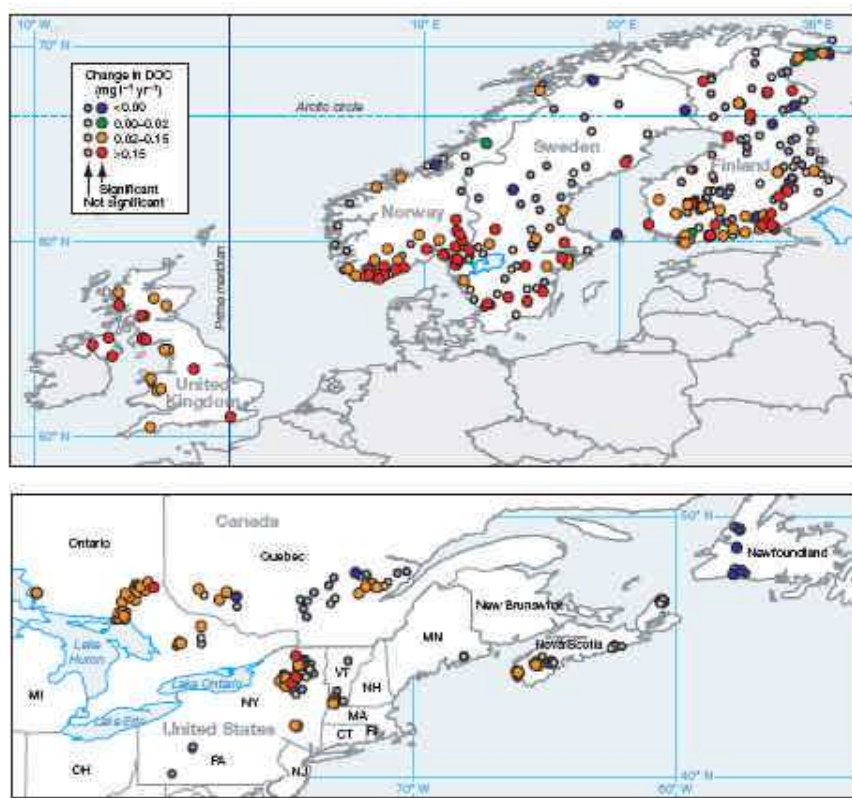 10° W
10° E
20° E
30° E
70° N
Change in DOC
(mg l⁻¹ yr⁻¹)
<0.00
0.00–0.02
0.02–0.15
>0.15
Significant
Not significant
Arctic circle
Sweden
Finland
Norway
60° N
Prime meridian
United
Kingdom
50° N
Canada
50° N
Ontario
Quebec
Newfoundland
New Brunswick
MN
Nova Scotia
Lake
Huron
VT
Lake Ontario
MI
NY
NH
Lake Erie
MA
United States
CT
RI
PA
OH
NJ
70° W
60° W
40° N